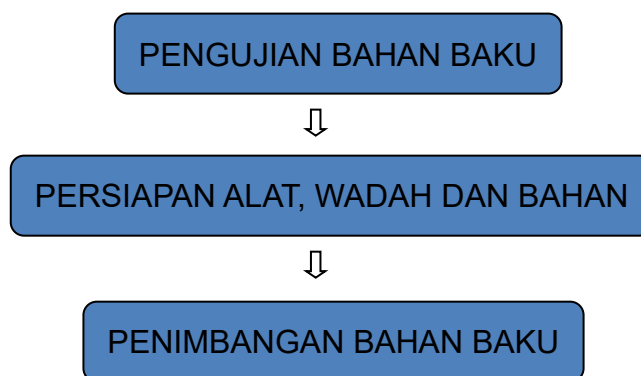 PENGUJIAN BAHAN BAKU
PERSIAPAN ALAT, WADAH DAN BAHAN
PENIMBANGAN BAHAN BAKU